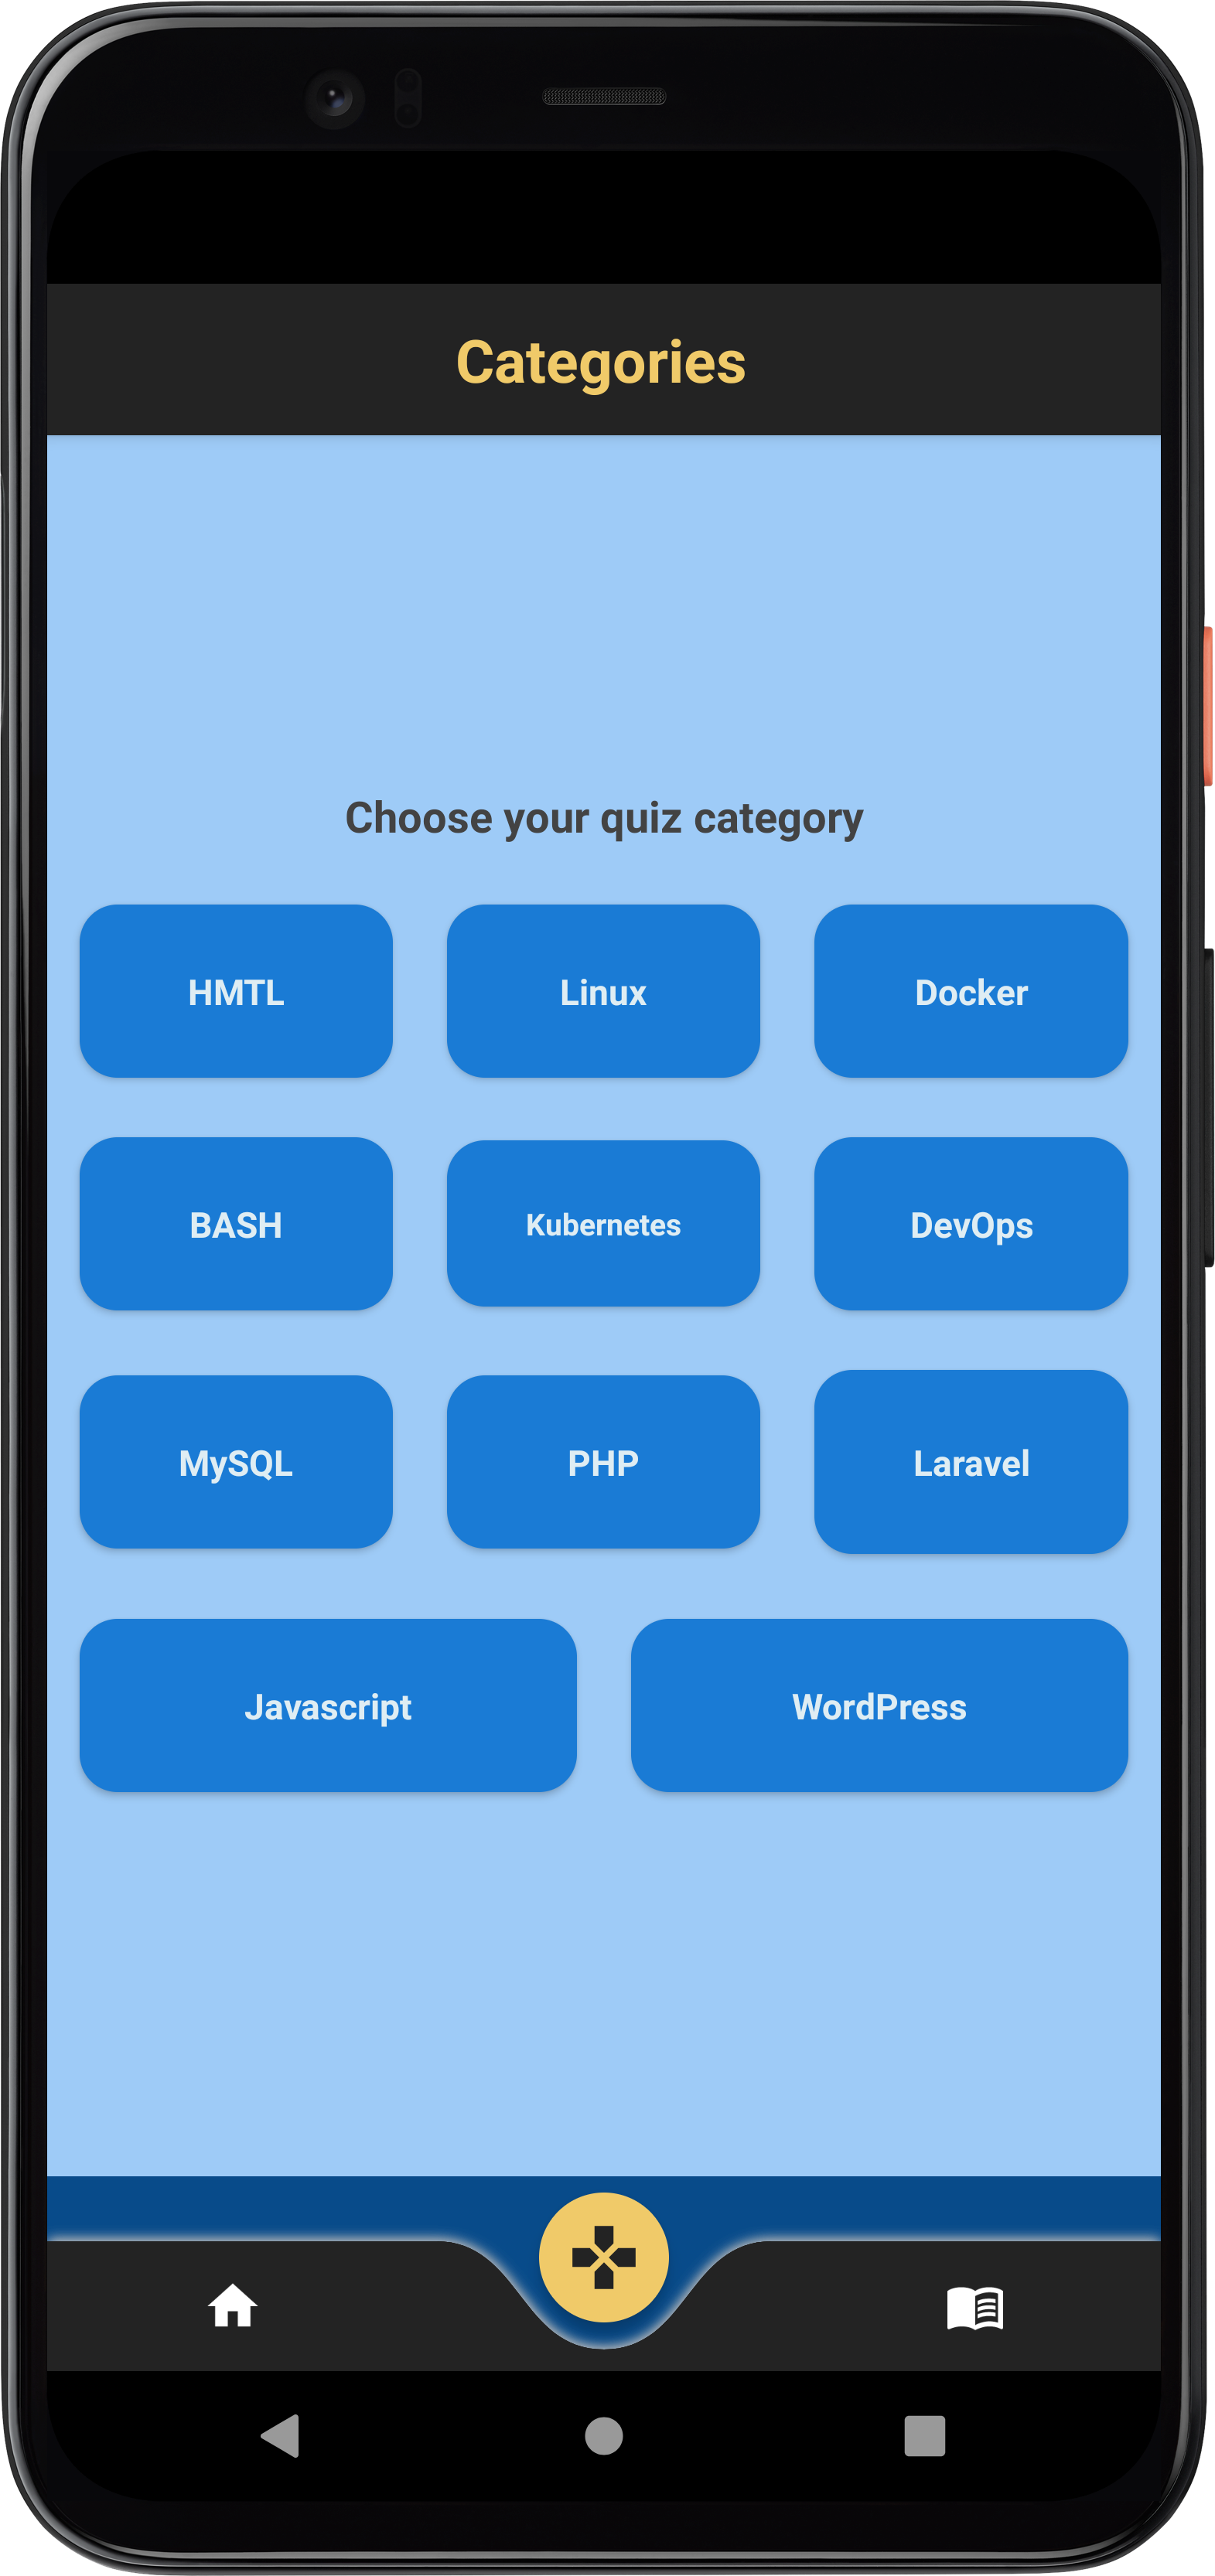 Categories
Choose your quiz category
HMTL
Linux
Docker
BASH
Kubernetes
DevOps
MySQL
PHP
Laravel
Javascript
WordPress